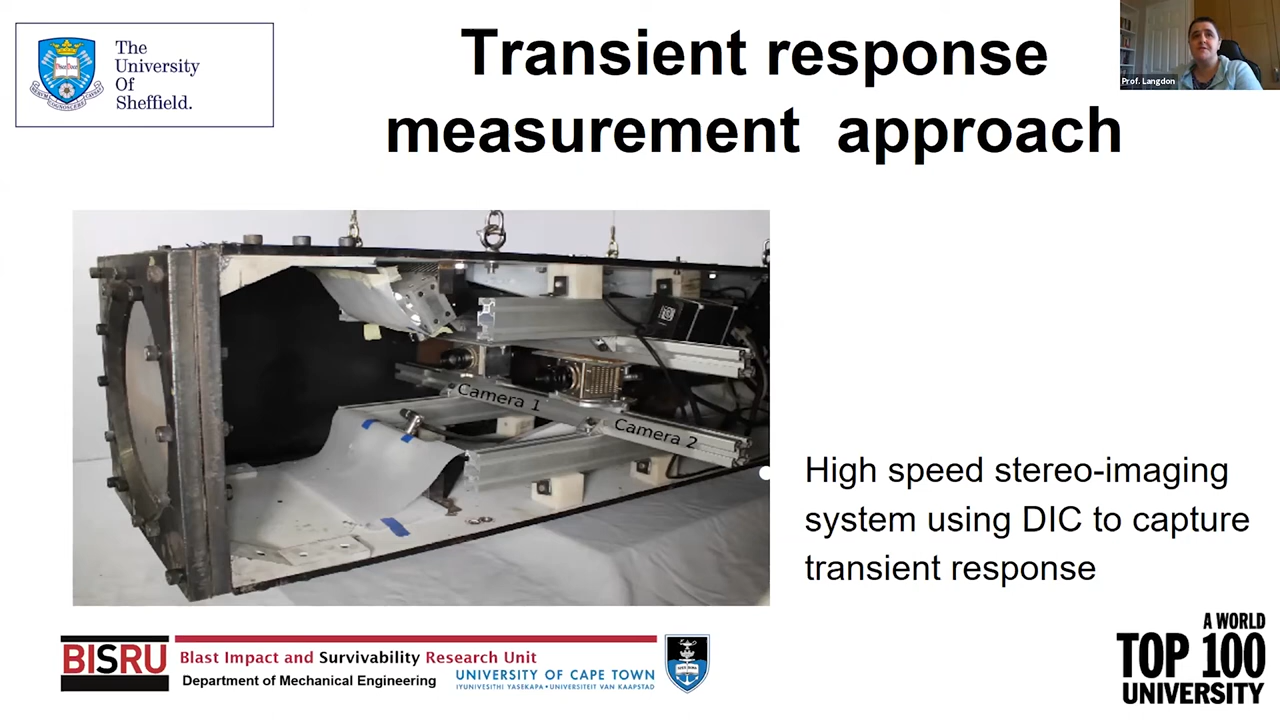 The
University
Of
Sheffield.
Transient response
measurement approach
Prof. Langdon
Camera 1
Camera 2
High speed stereo-imaging
system using DIC to capture
transient response
BISRU
Blast Impact and Survivability Research Unit
Department of Mechanical Engineering
UNIVERSITY OF CAPE TOWN
IYUNIVESITHI YASEKAPA • UNIVERSITEIT VAN KAAPSTAD
A WORLD
TOP 100
UNIVERSITY